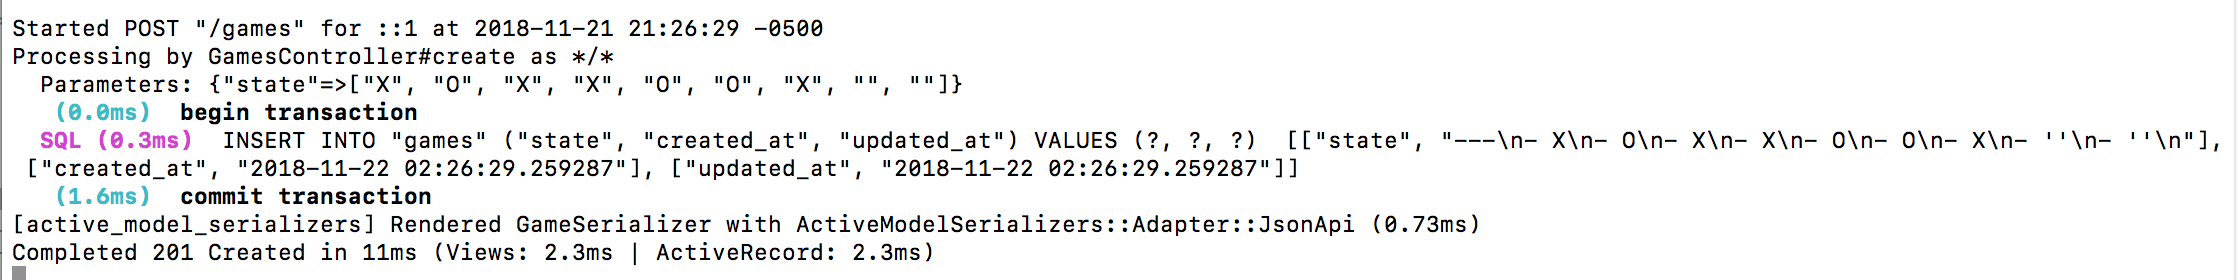 Started POST "/games" for ::1 at 2018-11-21 21:26:29 -0500
Processing by GamesController#create as */*
  Parameters: {"state"=>["X", "O", "X", "X", "O", "O", "X", "", ""]}
   (0.0ms)  begin transaction
  SQL (0.3ms)  INSERT INTO "games" ("state", "created_at", "updated_at") VALUES (?, ?, ?)  [["state", "---\n- X\n- O\n- X\n- X\n- O\n- O\n- X\n- ''\n- ''\n"],
 ["created_at", "2018-11-22 02:26:29.259287"], ["updated_at", "2018-11-22 02:26:29.259287"]]
   (1.6ms)  commit transaction
[active_model_serializers] Rendered GameSerializer with ActiveModelSerializers::Adapter::JsonApi (0.73ms)
Completed 201 Created in 11ms (Views: 2.3ms | ActiveRecord: 2.3ms)